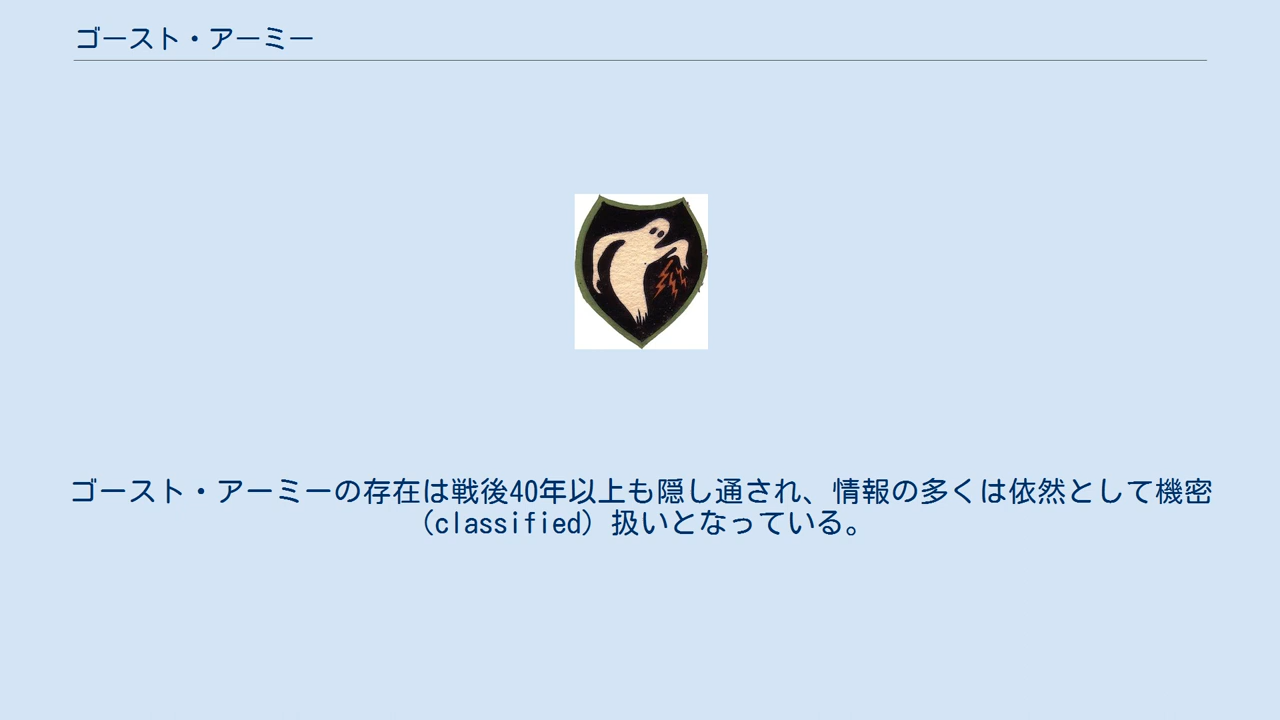 ゴースト・アーミー
ゴースト・アーミーの存在は戦後40年以上も隠し通され、情報の多くは依然として機密
（classified）扱いとなっている。